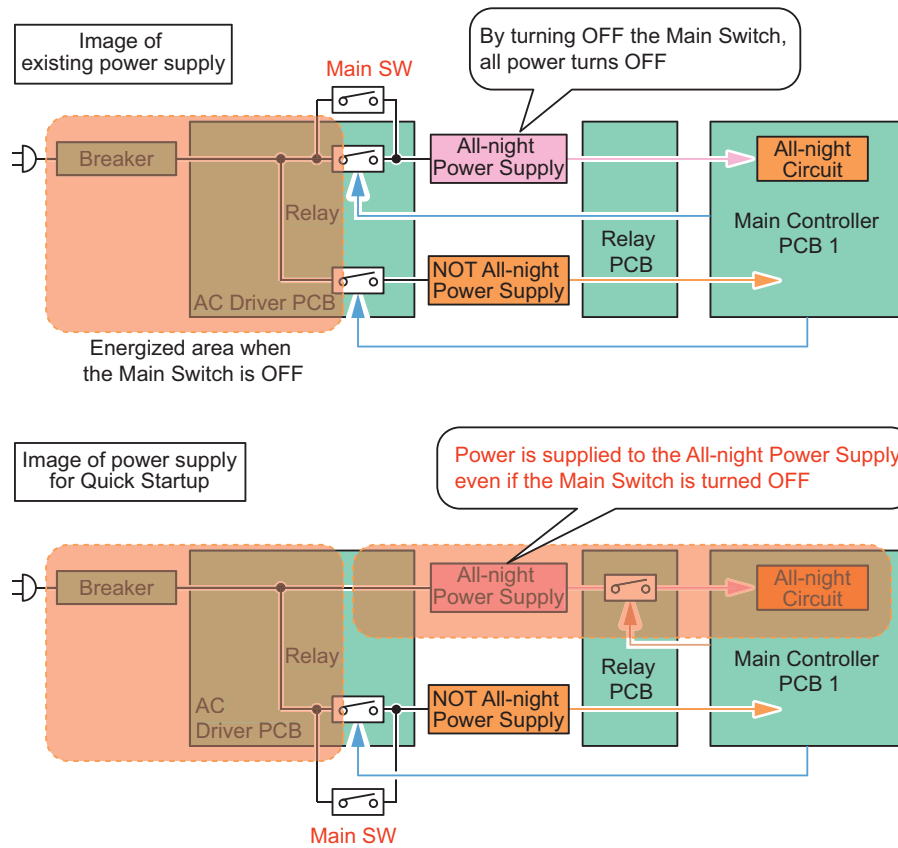 Image of
existing power supply
By turning OFF the Main Switch,
all power turns OFF
Main SW
Breaker
All-night
Power Supply
All-night
Circuit
Relay
Relay
PCB
Main Controller
PCB 1
NOT All-night
Power Supply
AC Driver PCB
Energized area when
the Main Switch is OFF
Image of power supply
for Quick Startup
Power is supplied to the All-night Power Supply
even if the Main Switch is turned OFF
Breaker
All-night
Power Supply
All-night
Circuit
Relay
Relay
PCB
Main Controller
PCB 1
AC
Driver PCB
NOT All-night
Power Supply
Main SW